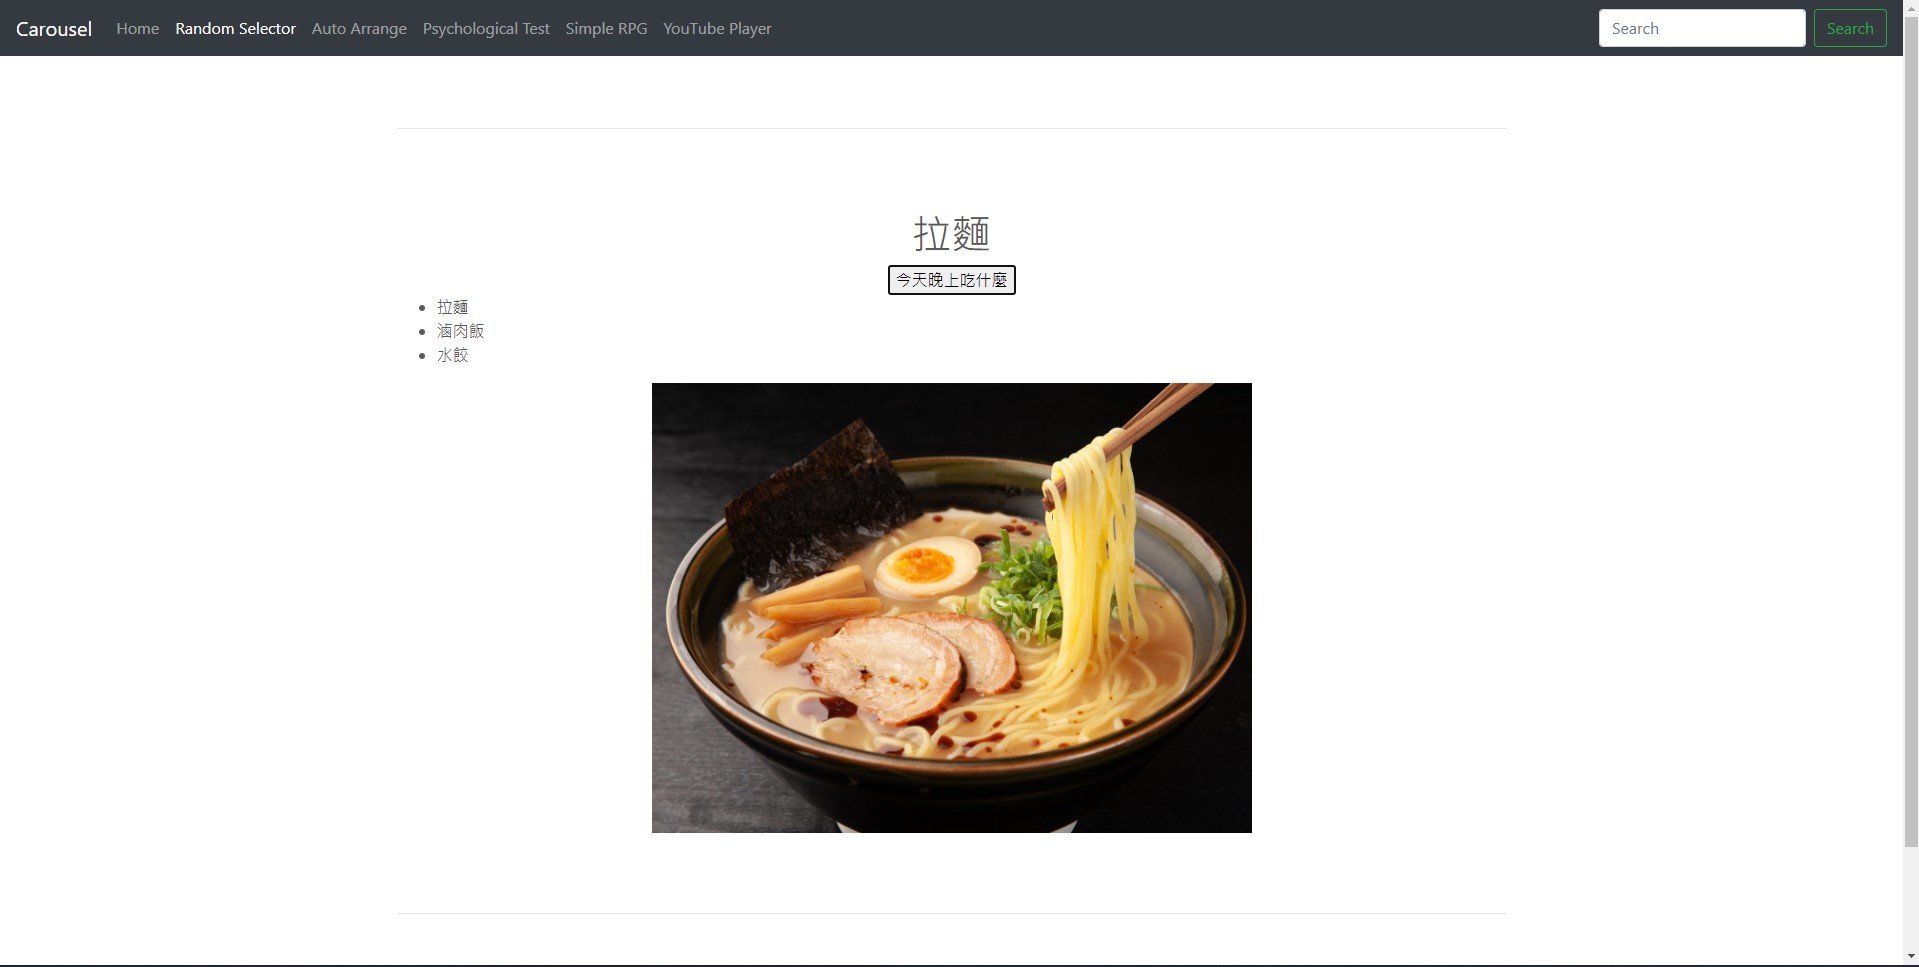 Carousel Home Random Selector Auto Arrange Psychological Test Simple RPG YouTube Player Search Search
拉麵
今天晚上吃什麼
拉麵
滷肉飯
水餃